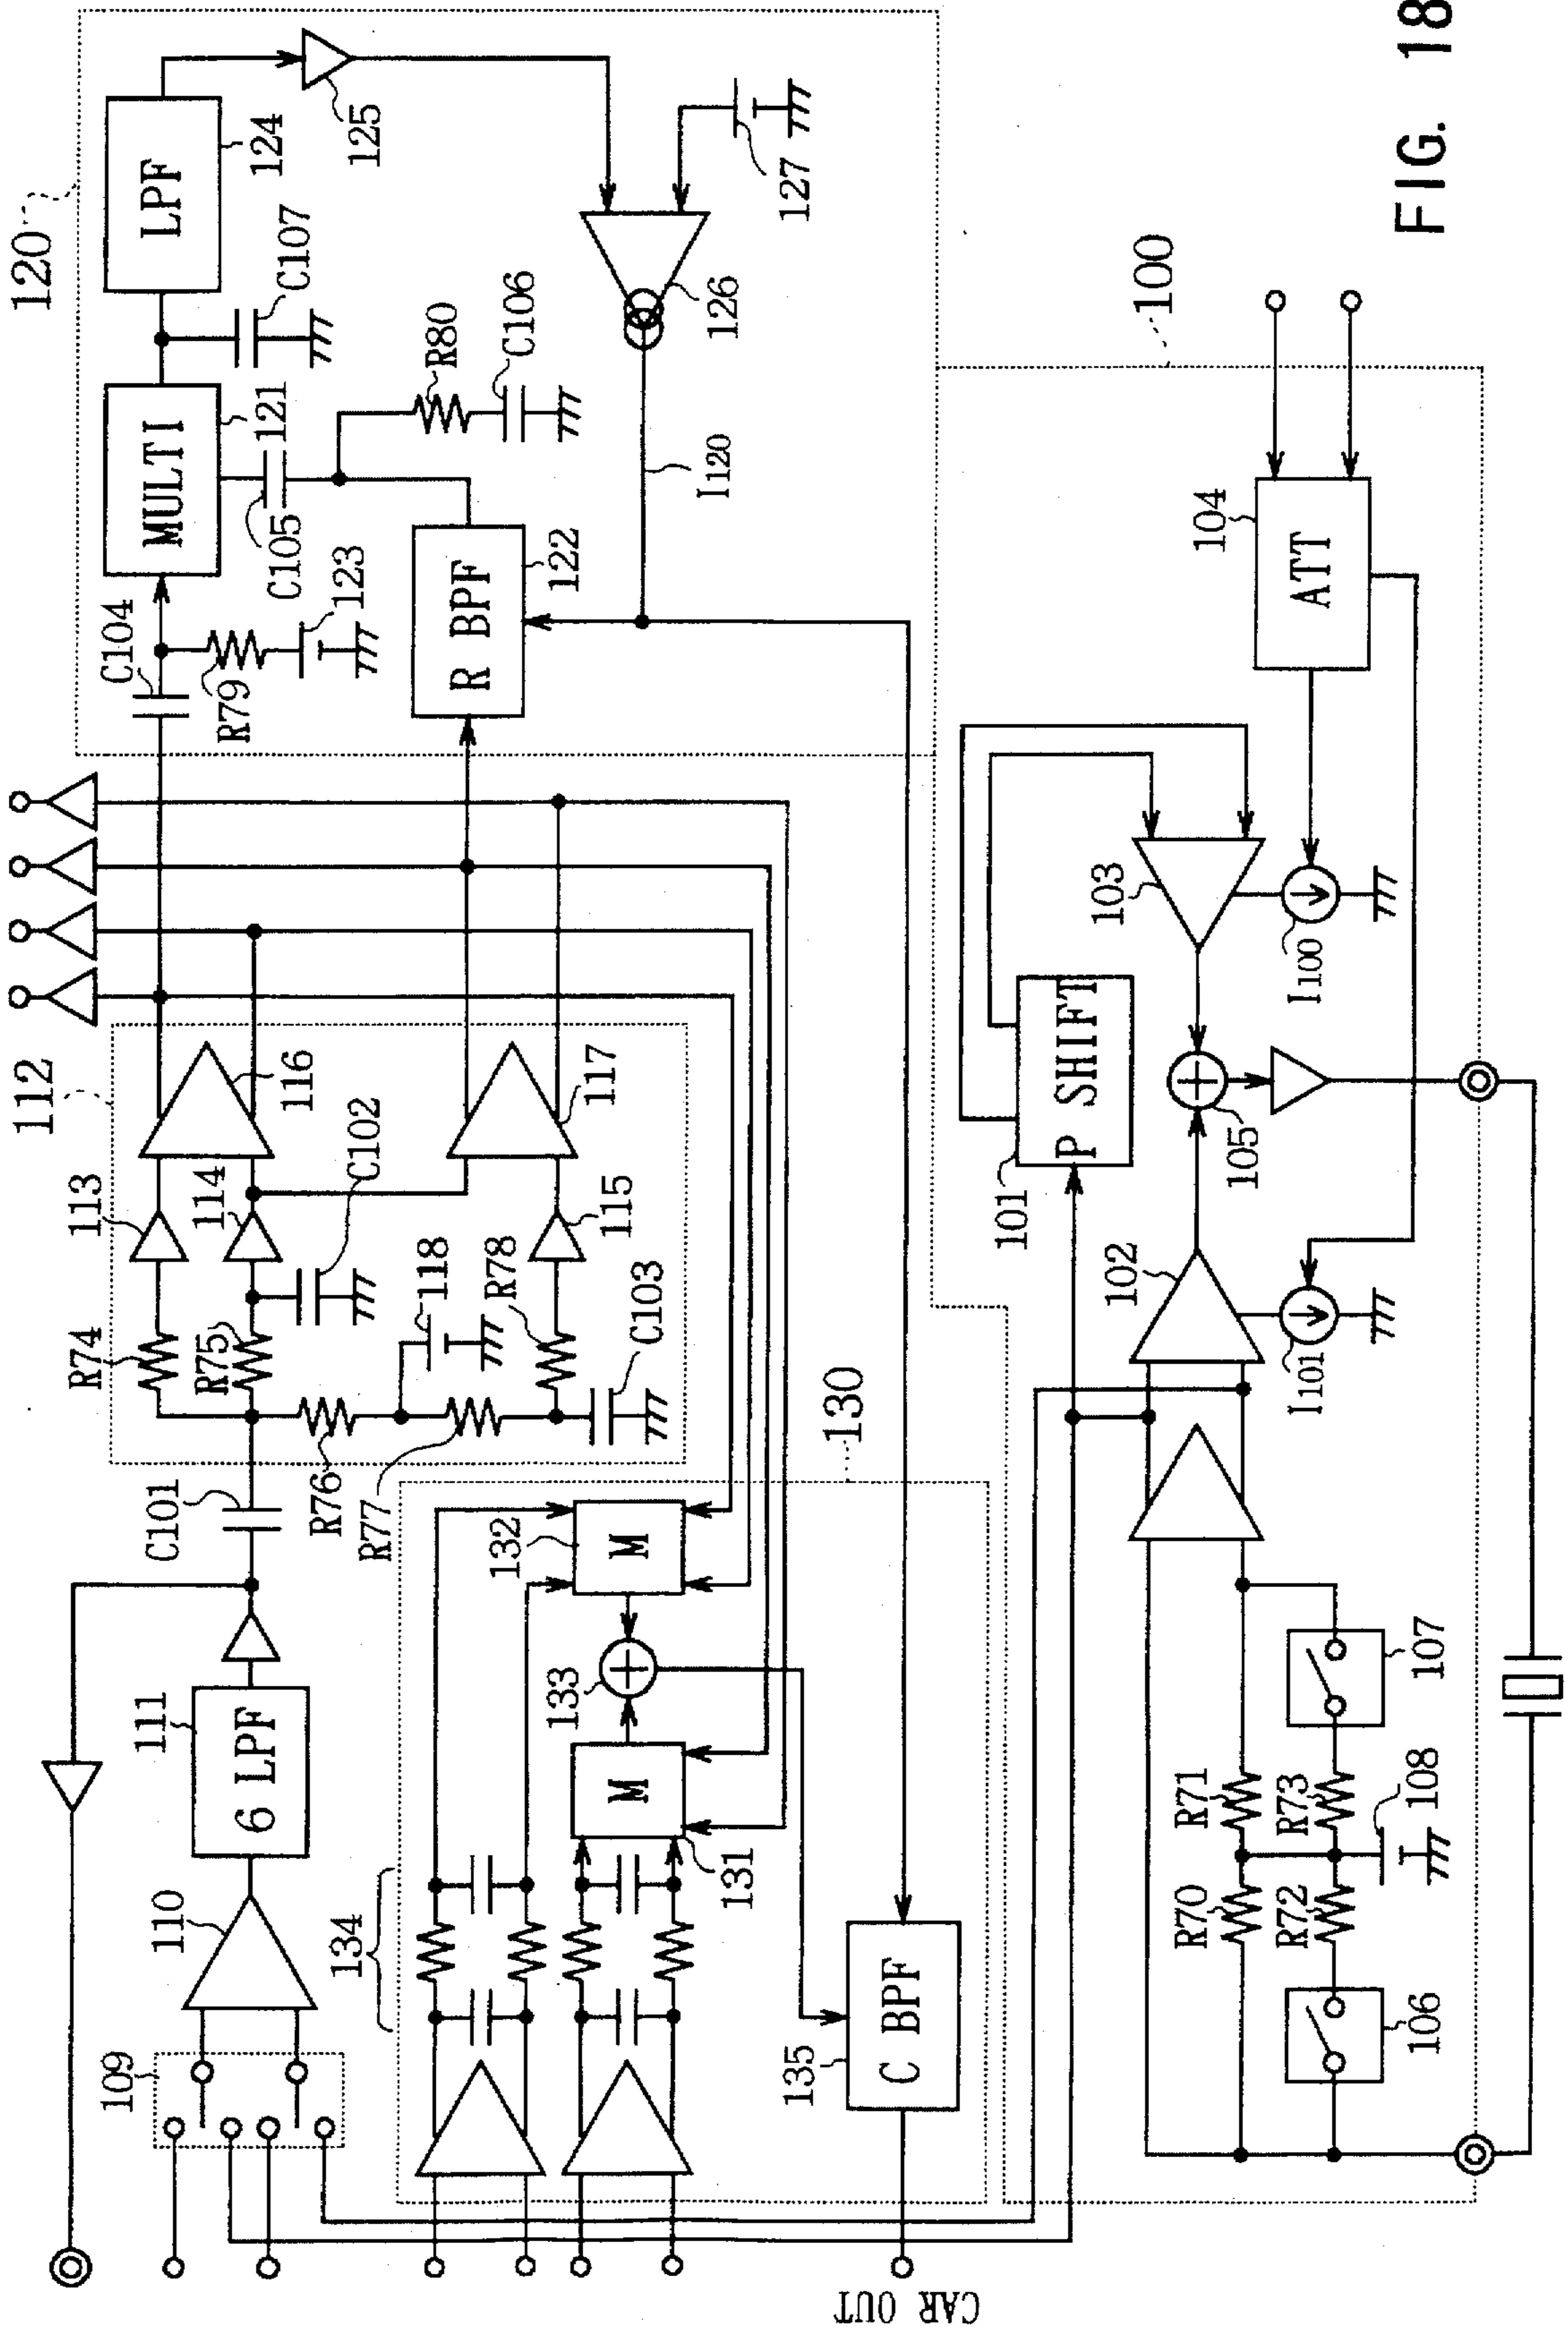 120
LPF
124
125
C107
127
MULTI
121
C105
R80
C106
126
I120
C104
R79
123
R BPF
122
112
113
114
116
C102
117
115
R74
R75
118
R78
C103
R76
R77
C101
111
6 LPF
110
109
130
132
M
133
M
131
134
135
C BPF
CAR OUT
100
104
ATT
103
I100
101
P SHIFT
105
102
I101
107
R71
R73
108
R70
R72
106
FIG. 18